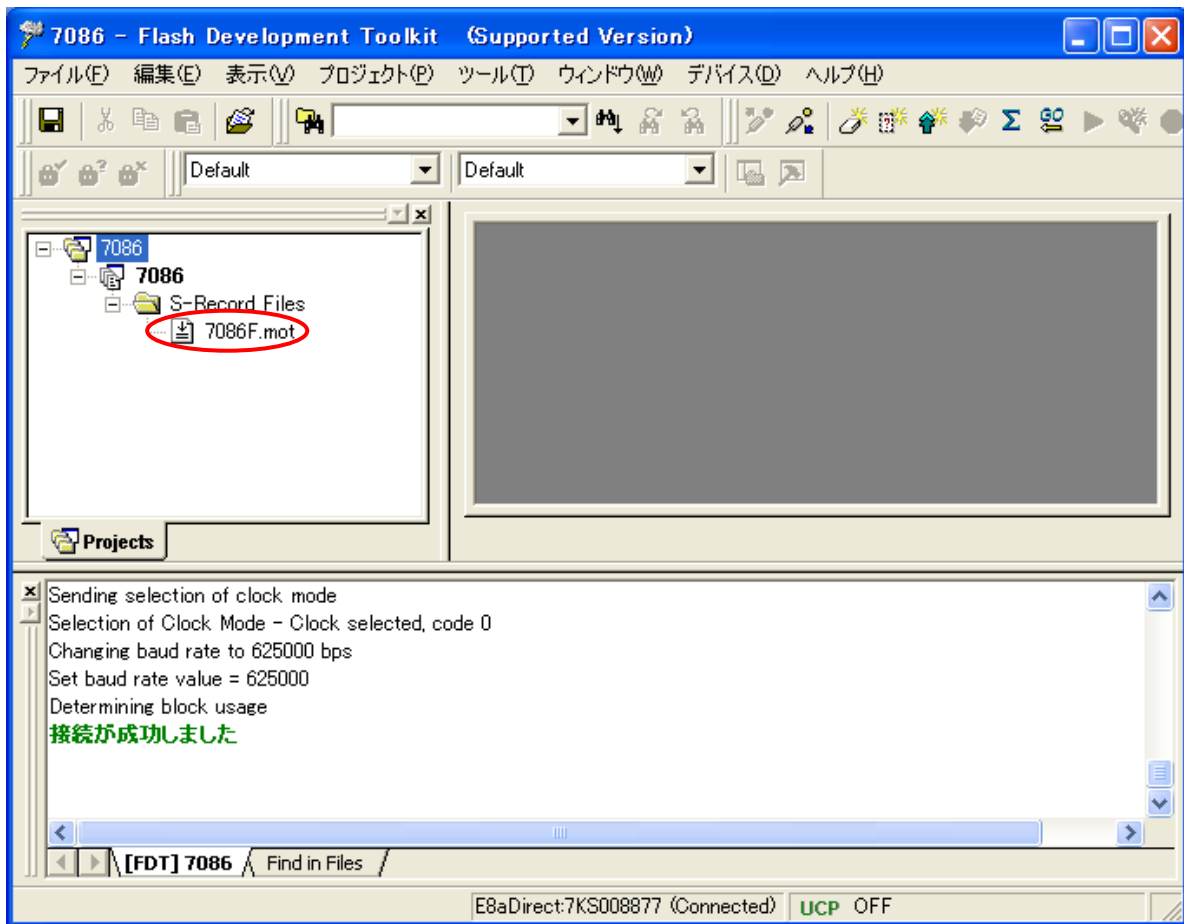 7086 - Flash Development Toolkit (Supported Version)
ファイル(F) 編集(E) 表示(V) プロジェクト(P) ツール(T) ウィンドウ(W) デバイス(D) ヘルプ(H)
Default Default
7086
7086
S-Record Files
7086F.mot
Projects
Sending selection of clock mode
Selection of Clock Mode - Clock selected, code 0
Changing baud rate to 625000 bps
Set baud rate value = 625000
Determining block usage
接続が成功しました
[FDT] 7086 Find in Files
E8aDirect:7KS008877 (Connected) UCP OFF